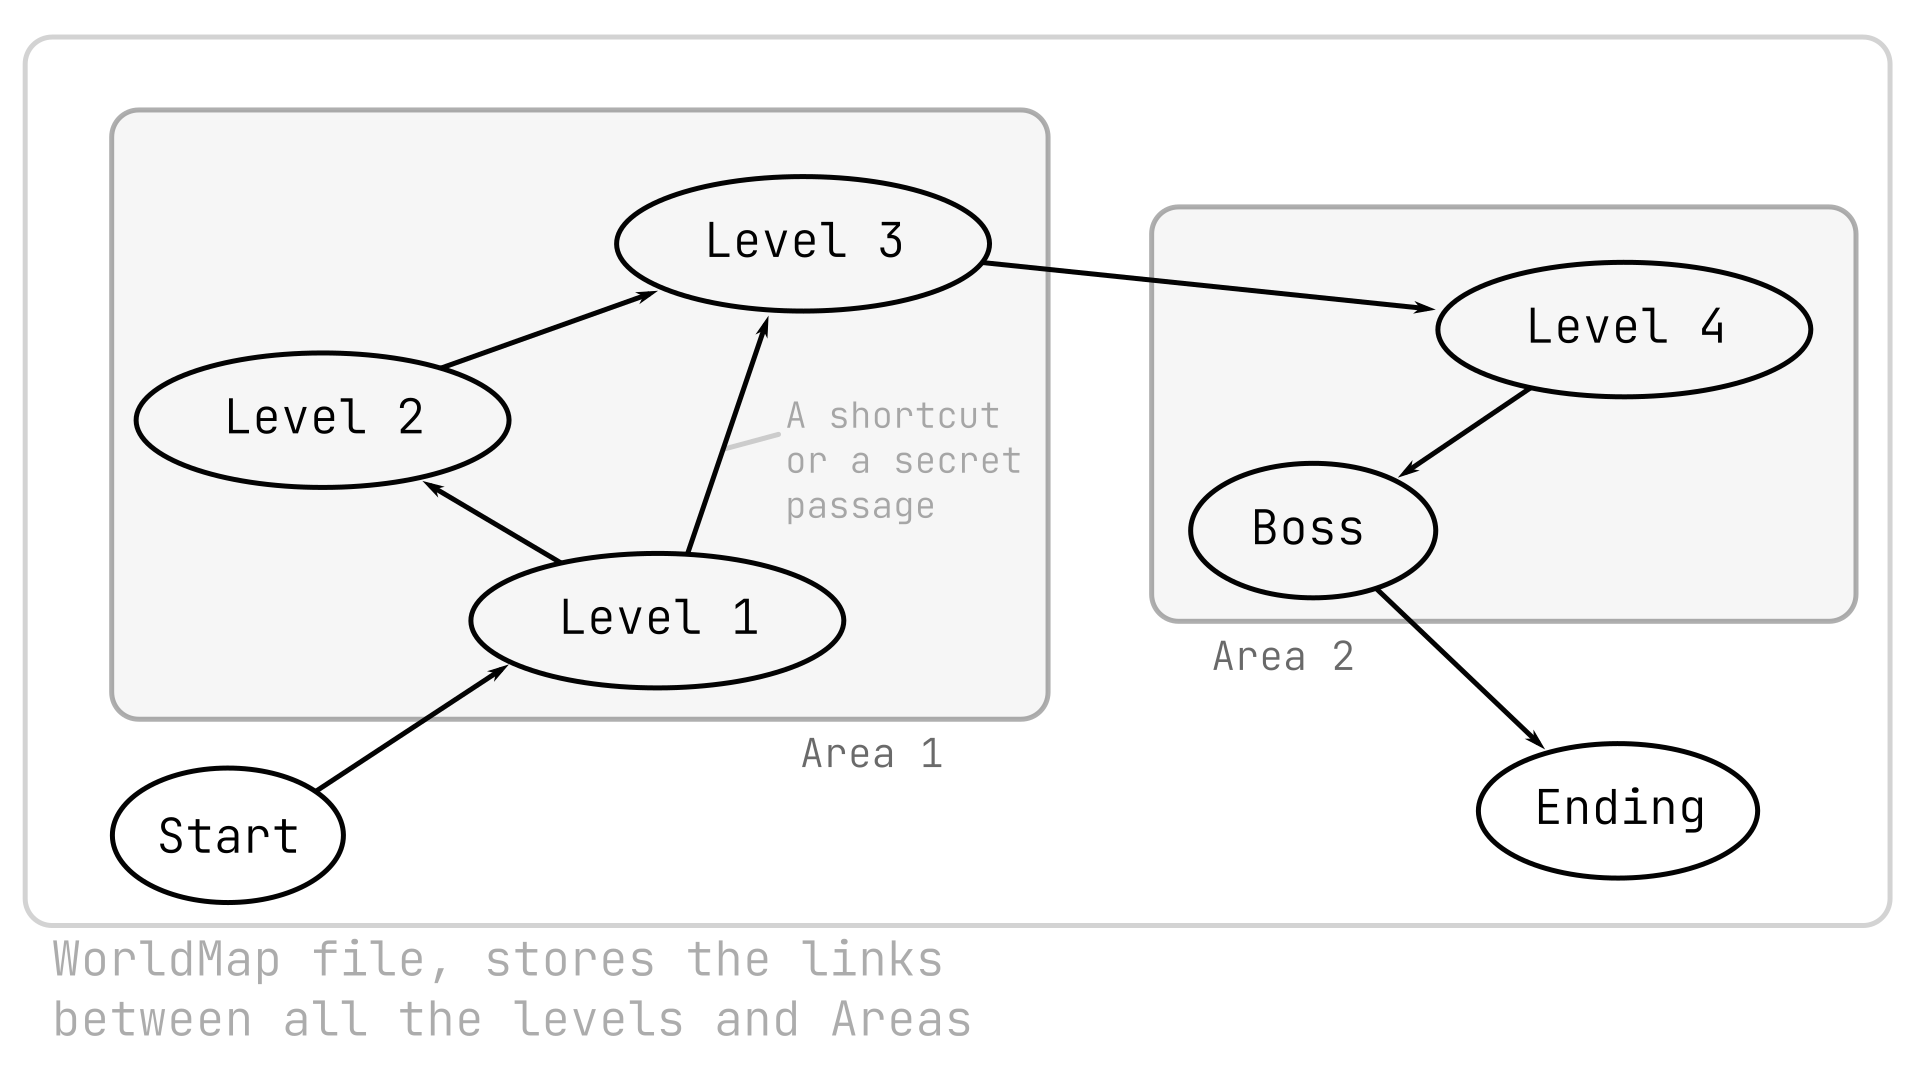 Level 3
Level 4
Level 2
A shortcut
or a secret
passage
Boss
Level 1
Area 2
Area 1
Ending
Start
WorldMap file, stores the links
between all the levels and Areas